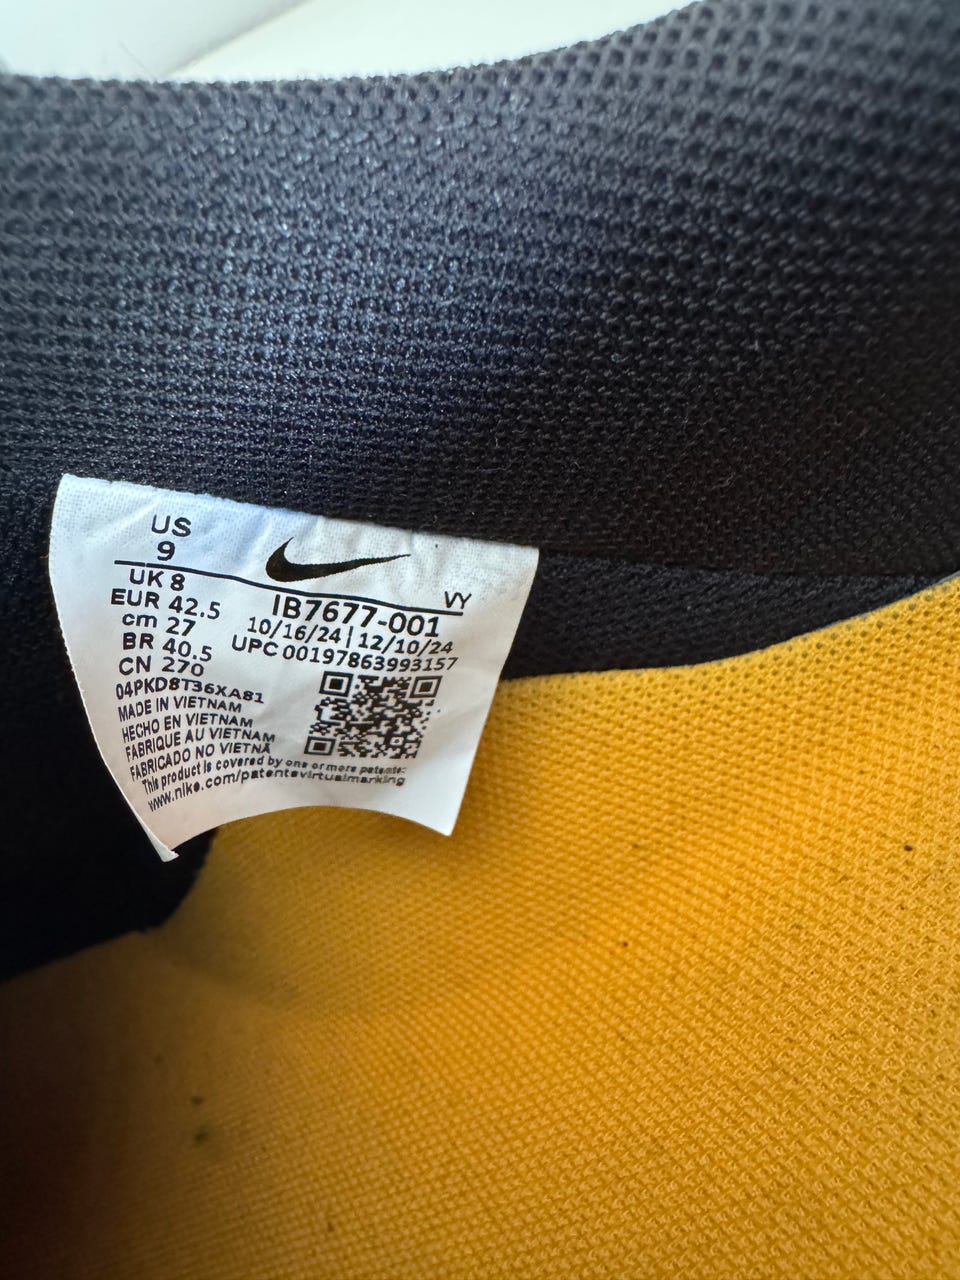 US
9
UK 8
EUR 42.5
cm 27
BR 40.5
CN 270
VY
IB7677-001
10/16/24|12/10/24
UPC 00197863993157
04PKD8T36XA81
MADE IN VIETNAM
HECHO EN VIETNAM
FABRIQUE AU VIETNAM
FABRICADO NO VIETNÃ
This product is covered by one or more patents:
www.nike.com/patentsvirtualmarking